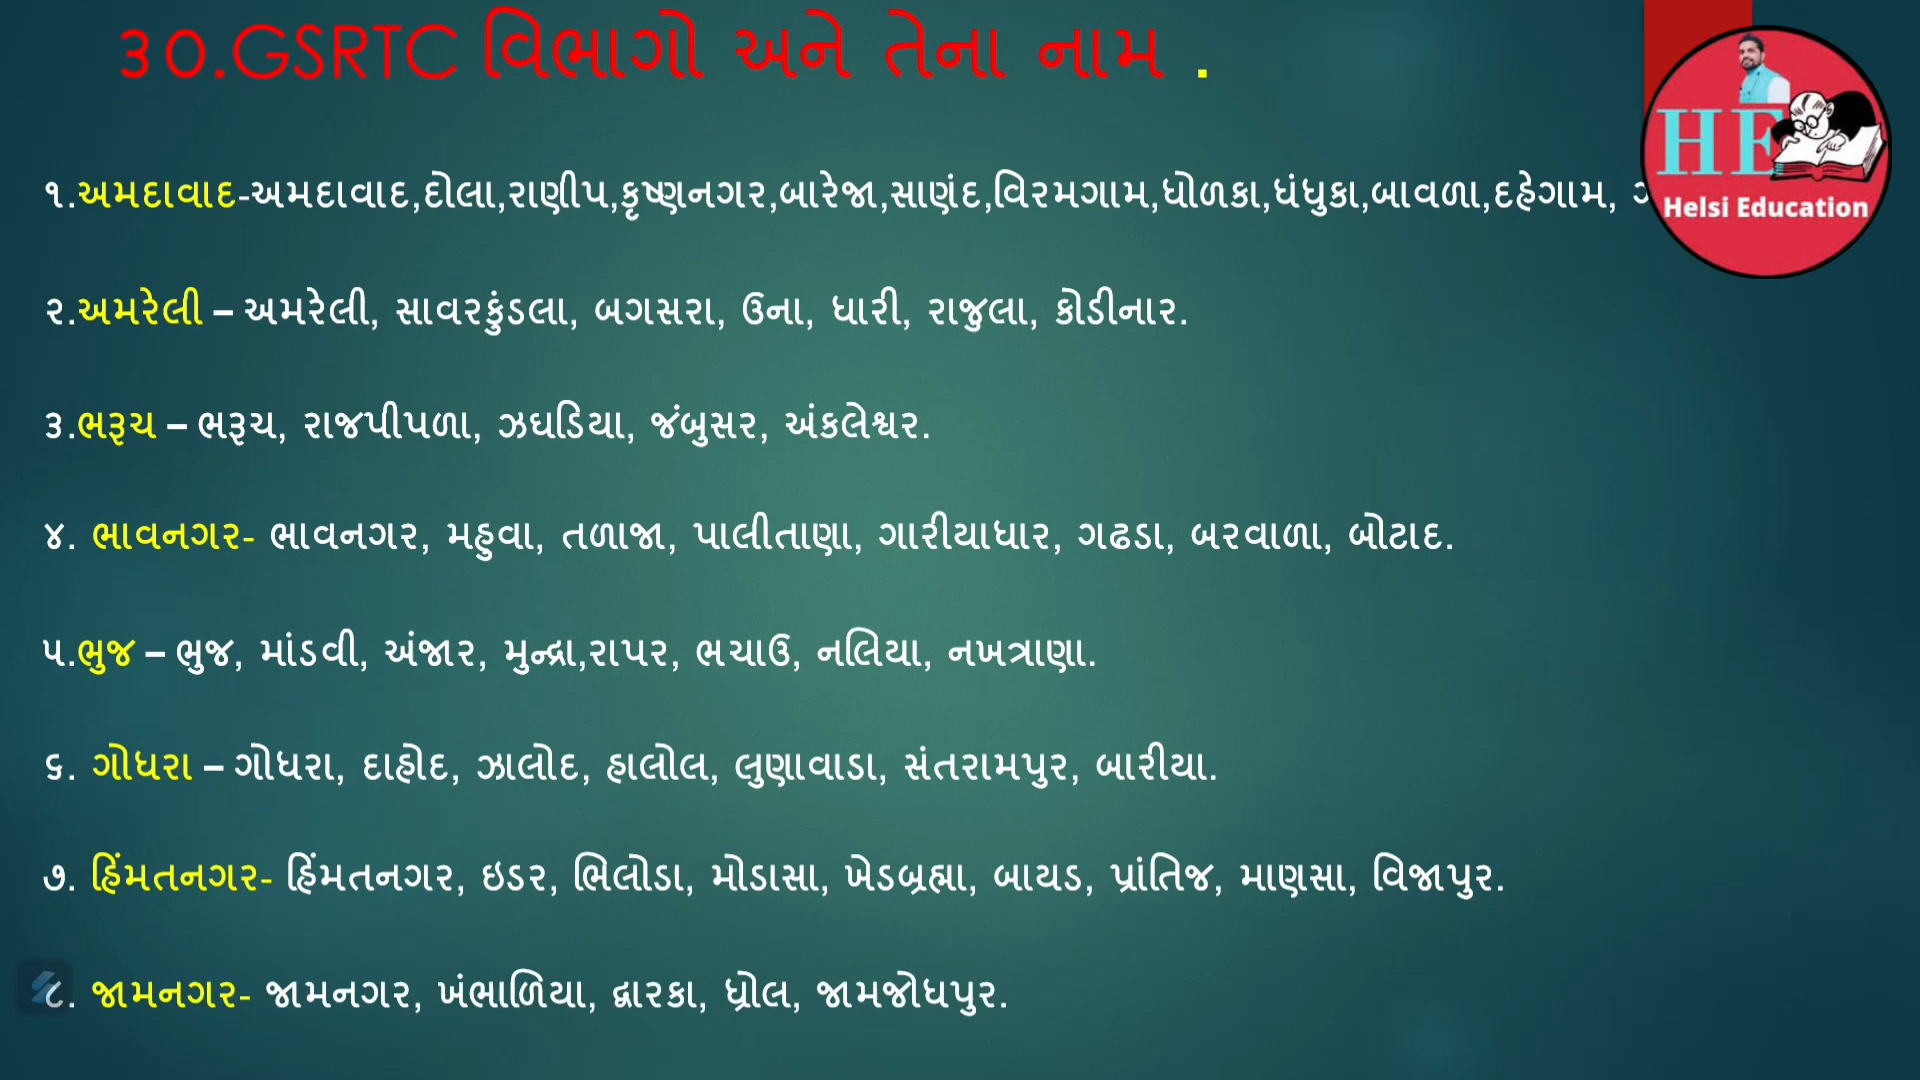 ૩૦.GSRTC વિભાગો અને તેના નામ .
HE
Helsi Education
૧.અમદાવાદ-અમદાવાદ,દોલા,રાણીપ,કૃષ્ણનગર,બારેજા,સાણંદ,વિરમગામ,ધોળકા,ધંધુકા,બાવળા,દહેગામ,
૨.અમરેલી – અમરેલી, સાવરકુંડલા, બગસરા, ઉના, ધારી, રાજુલા, કોડીનાર.
૩.ભરૂચ – ભરૂચ, રાજપીપળા, ઝઘડિયા, જંબુસર, અંકલેશ્વર.
૪. ભાવનગર- ભાવનગર, મહુવા, તળાજા, પાલીતાણા, ગારીયાધાર, ગઢડા, બરવાળા, બોટાદ.
૫.ભુજ – ભુજ, માંડવી, અંજાર, મુન્દ્રા,રાપર, ભચાઉ, નલિયા, નખત્રાણા.
૬. ગોધરા – ગોધરા, દાહોદ, ઝાલોદ, હાલોલ, લુણાવાડા, સંતરામપુર, બારીયા.
૭. હિંમતનગર- હિંમતનગર, ઇડર, ભિલોડા, મોડાસા, ખેડબ્રહ્મા, બાયડ, પ્રાંતિજ, માણસા, વિજાપુર.
૮. જામનગર- જામનગર, ખંભાળિયા, દ્વારકા, ધ્રોલ, જામજોધપુર.